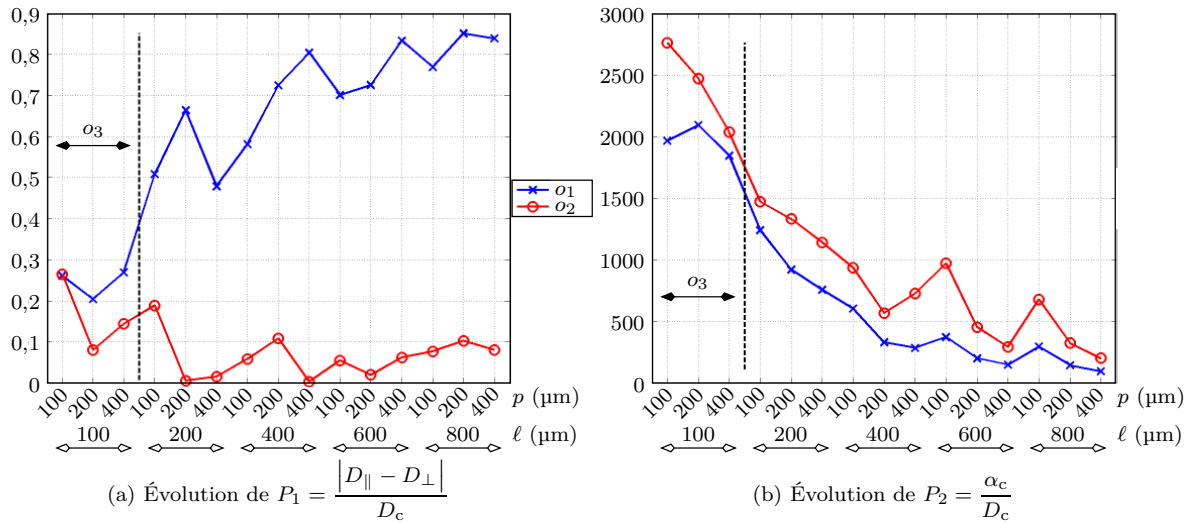 0,9
0,8
0,7
0,6
0,5
0,4
0,3
0,2
0,1
0
o₃
100 200 400 100 200 400 100 200 400 100 200 400 100 200 400 p (µm)
100 200 400 600 800 ℓ (µm)
(a) Évolution de P₁ = |D∥ − D⊥| / Dc
o₁
o₂
3000
2500
2000
1500
1000
500
0
o₃
100 200 400 100 200 400 100 200 400 100 200 400 100 200 400 p (µm)
100 200 400 600 800 ℓ (µm)
(b) Évolution de P₂ = αc / Dc